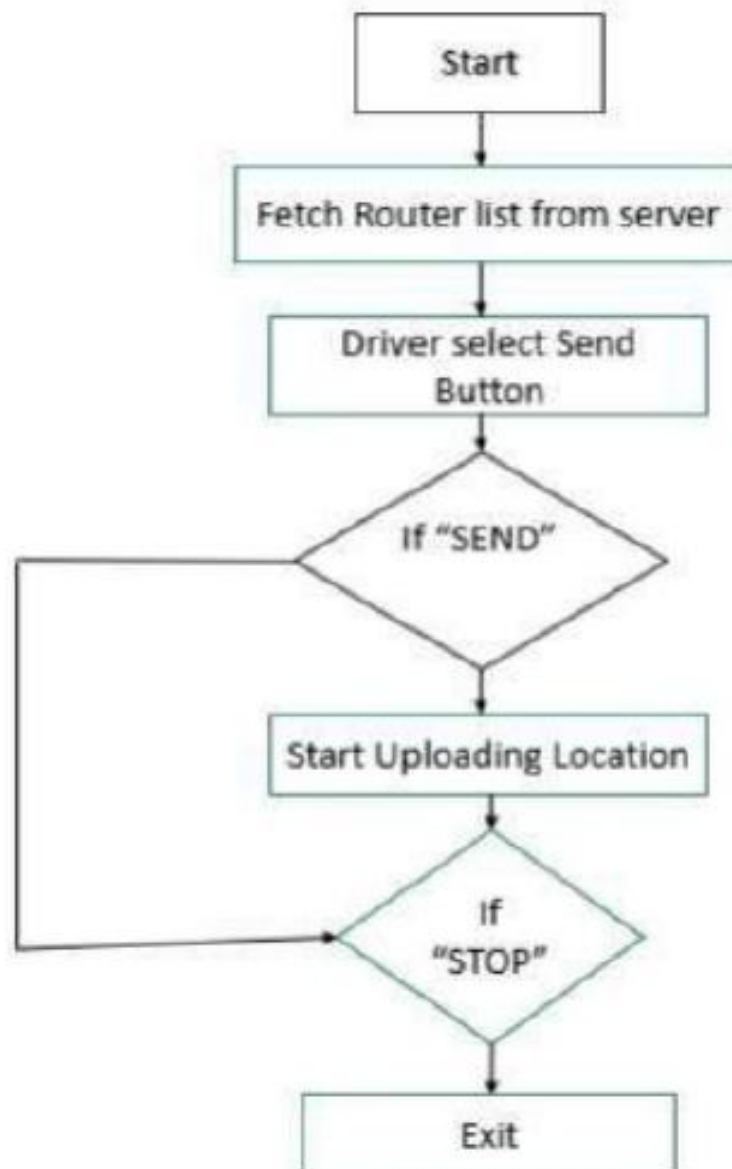 Start
Fetch Router list from server
Driver select Send
Button
If “SEND”
Start Uploading Location
If
“STOP”
Exit